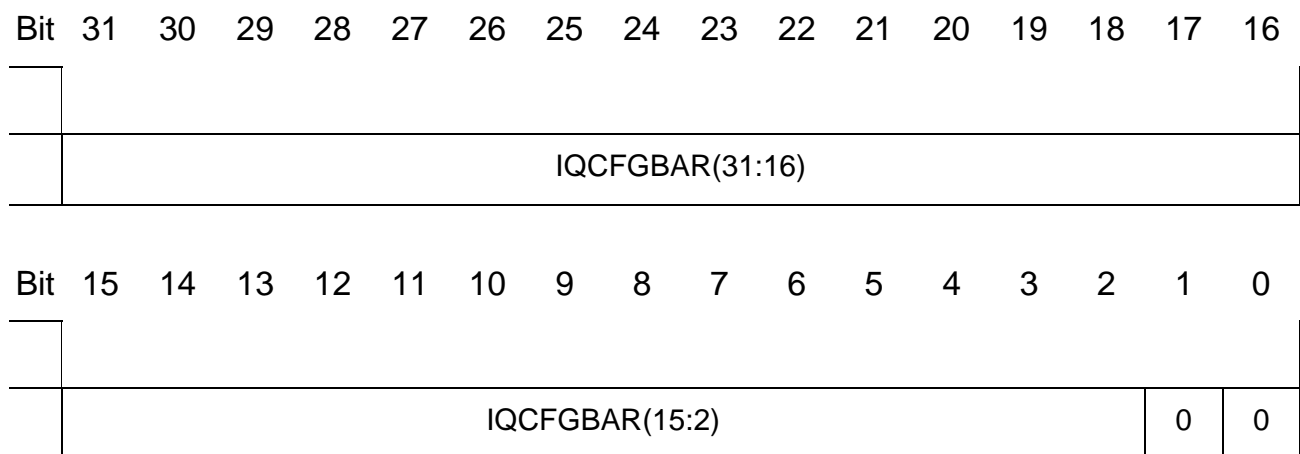 Bit 31 30 29 28 27 26 25 24 23 22 21 20 19 18 17 16
IQCFGBAR(31:16)
Bit 15 14 13 12 11 10 9 8 7 6 5 4 3 2 1 0
IQCFGBAR(15:2) 0 0